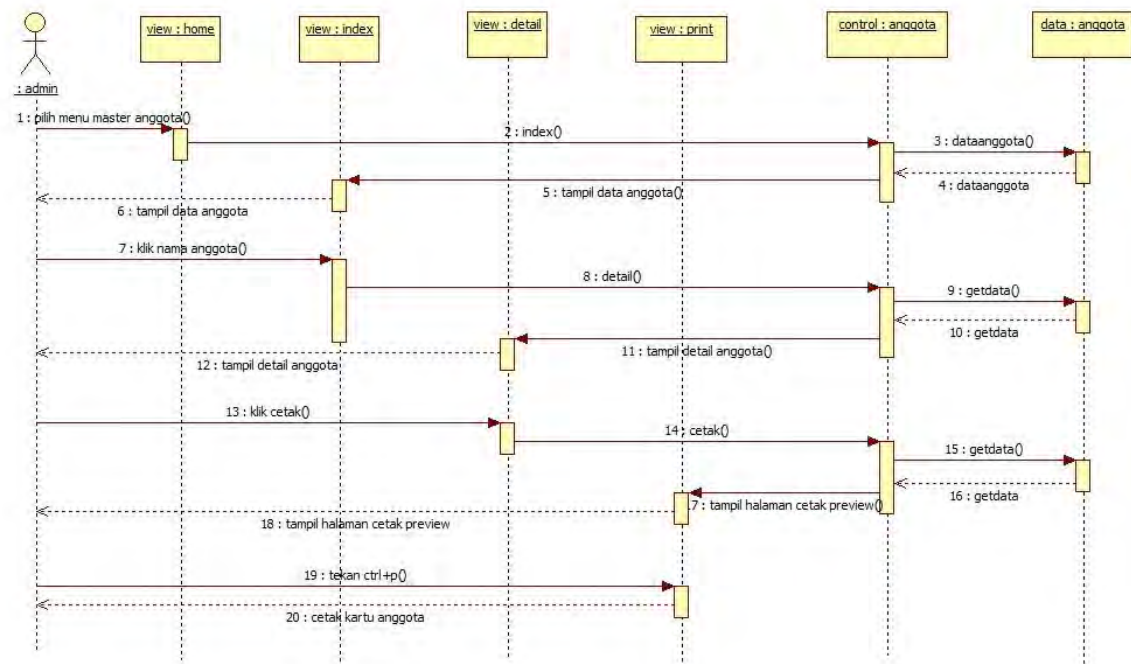 view : home
view : index
view : detail
view : print
control : anggota
data : anggota
: admin
1 : pilih menu master anggota()
2 : index()
3 : dataanggota()
4 : dataanggota
5 : tampil data anggota()
6 : tampil data anggota
7 : klik nama anggota()
8 : detail()
9 : getdata()
10 : getdata
11 : tampil detail anggota()
12 : tampil detail anggota
13 : klik cetak()
14 : cetak()
15 : getdata()
16 : getdata
17 : tampil halaman cetak preview()
18 : tampil halaman cetak preview
19 : tekan ctrl+p()
20 : cetak kartu anggota